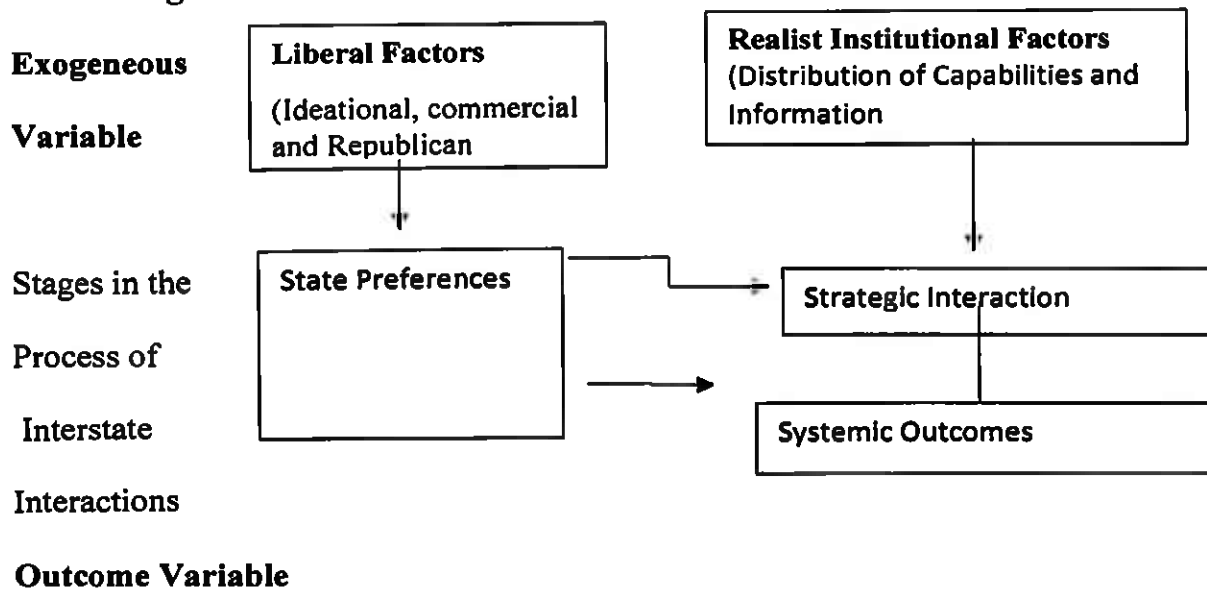 Exogeneous
Variable
Liberal Factors
(Ideational, commercial
and Republican
Realist Institutional Factors
(Distribution of Capabilities and
Information
Stages in the
Process of
Interstate
Interactions
State Preferences
Strategic Interaction
Systemic Outcomes
Outcome Variable